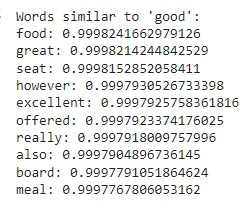 Words similar to 'good':
food: 0.9998241662979126
great: 0.9998214244842529
seat: 0.9998152852058411
however: 0.9997930526733398
excellent: 0.9997925758361816
offered: 0.9997923374176025
really: 0.9997918009757996
also: 0.9997904896736145
board: 0.9997791051864624
meal: 0.9997767806053162